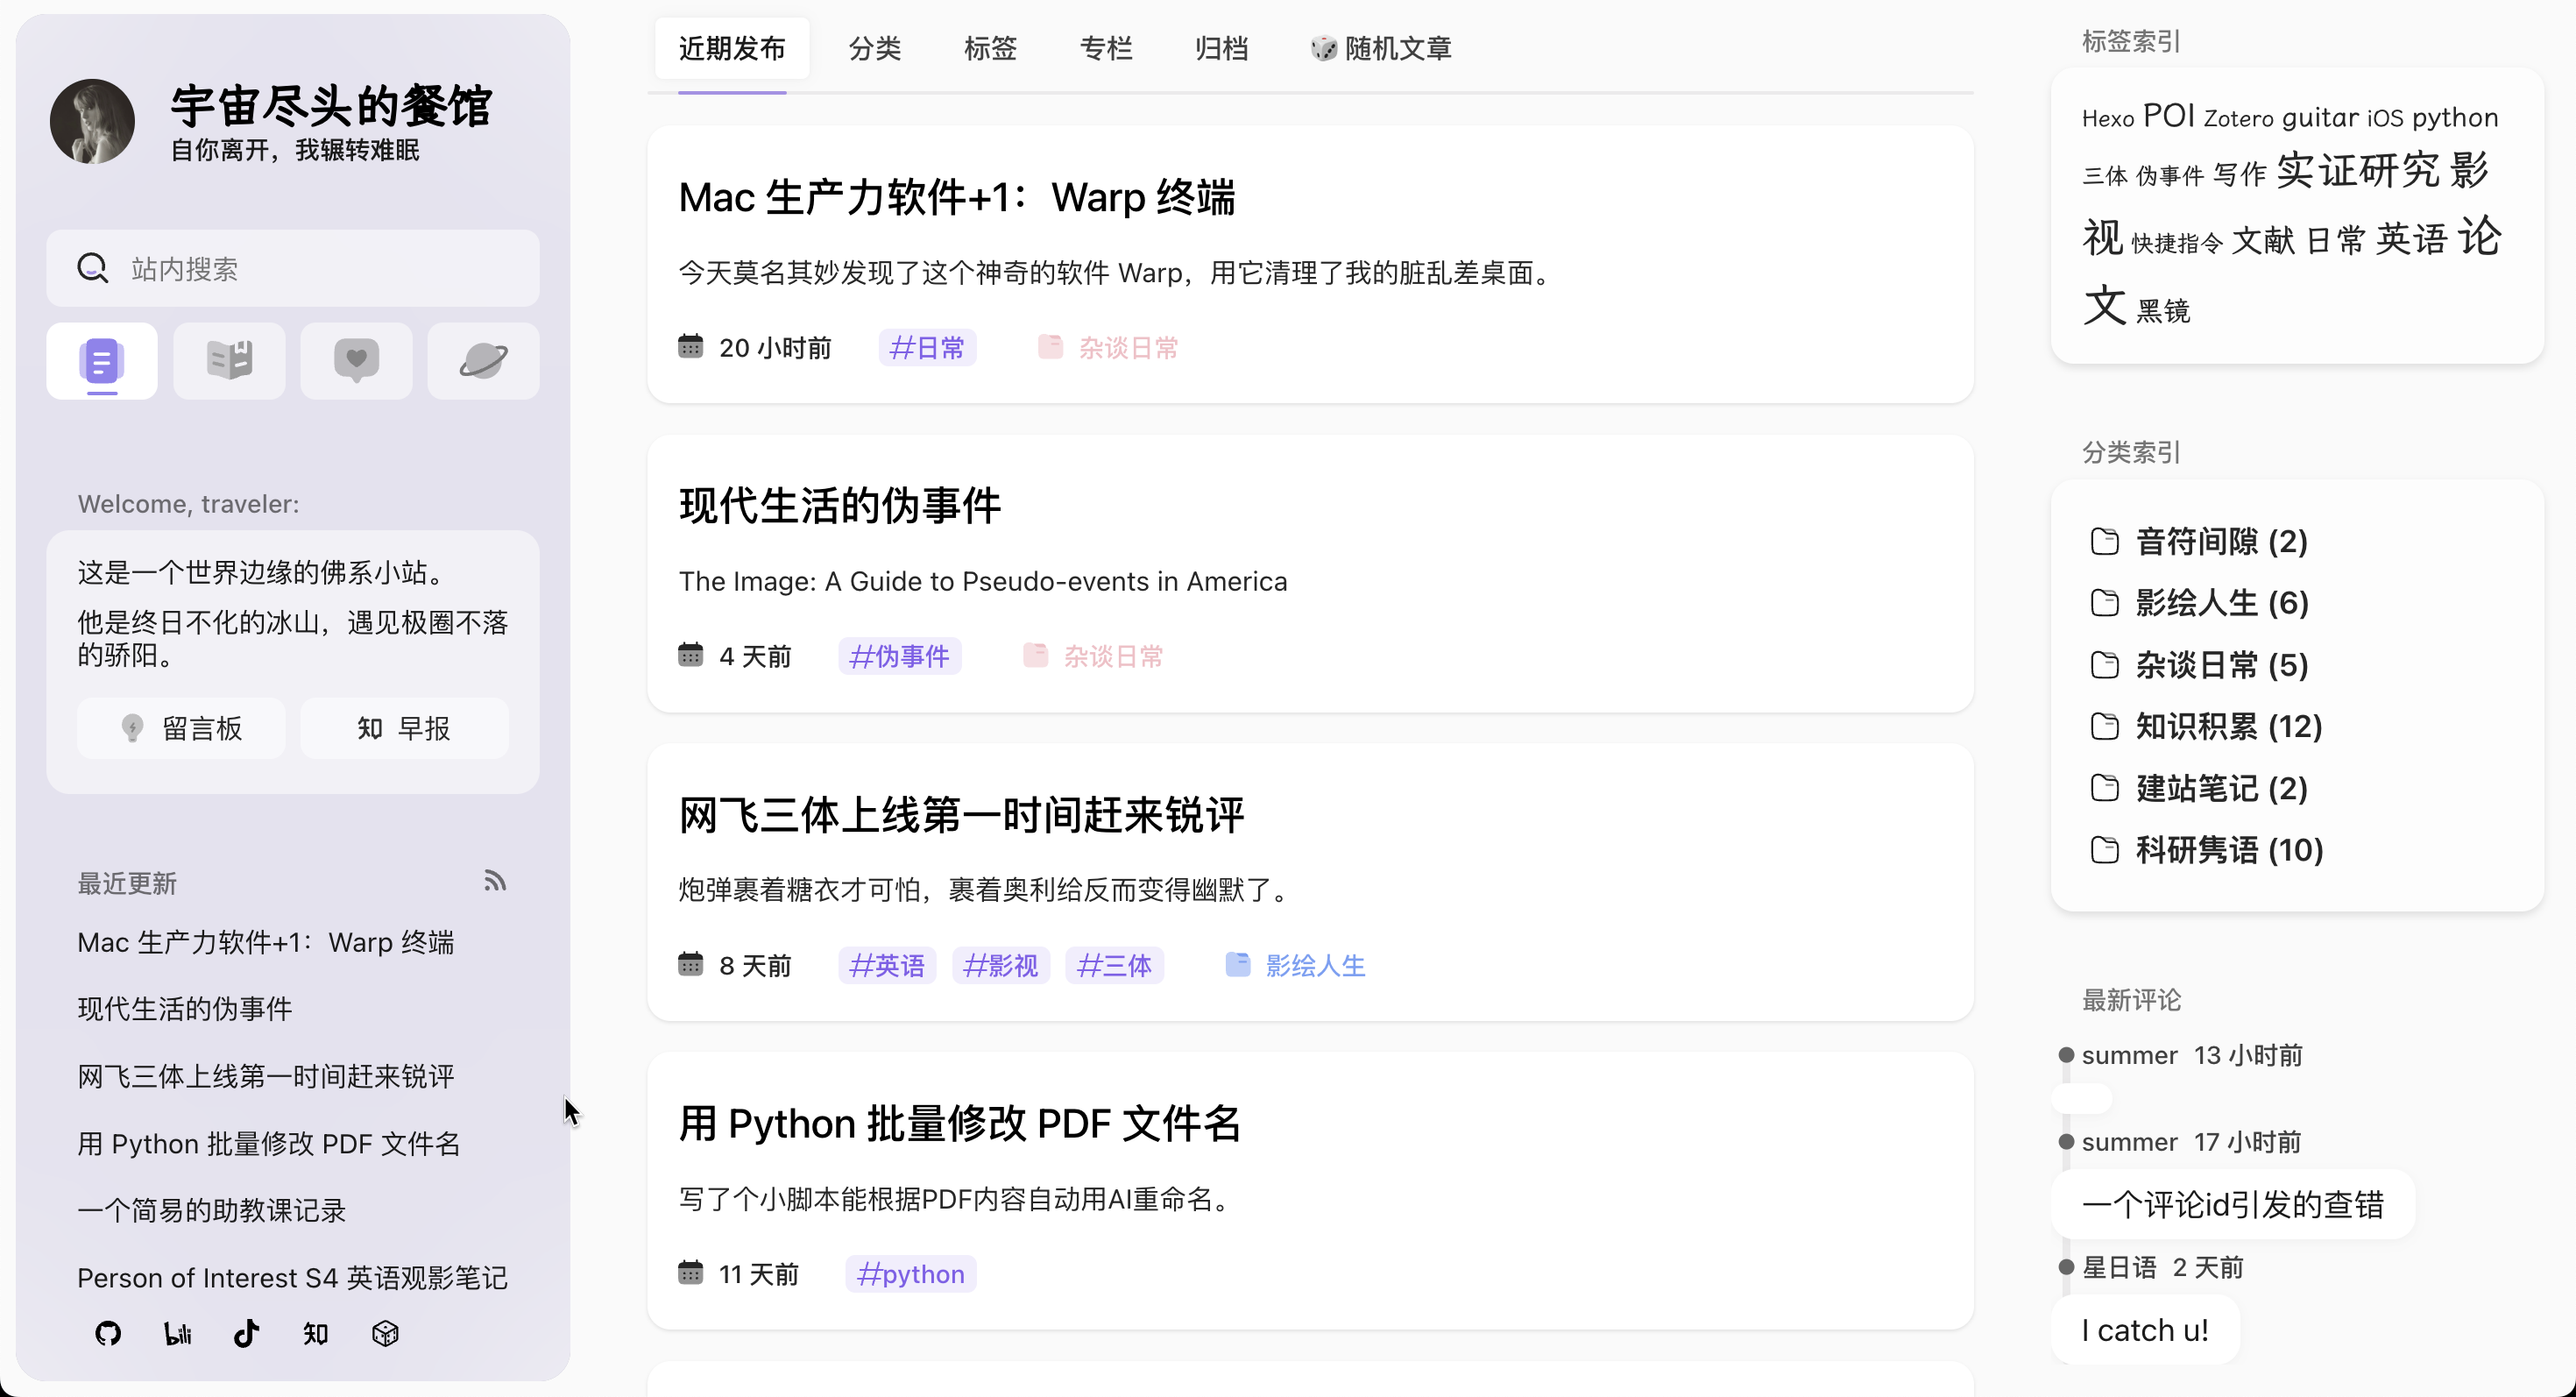 宇宙尽头的餐馆
自你离开，我辗转难眠
站内搜索
Welcome, traveler:
这是一个世界边缘的佛系小站。
他是终日不化的冰山，遇见极圈不落
的骄阳。
留言板
知 早报
最近更新
Mac 生产力软件+1：Warp 终端
现代生活的伪事件
网飞三体上线第一时间赶来锐评
用 Python 批量修改 PDF 文件名
一个简易的助教课记录
Person of Interest S4 英语观影笔记
bili 知
近期发布 分类 标签 专栏 归档 随机文章
Mac 生产力软件+1：Warp 终端
今天莫名其妙发现了这个神奇的软件 Warp，用它清理了我的脏乱差桌面。
20 小时前 #日常 杂谈日常
现代生活的伪事件
The Image: A Guide to Pseudo-events in America
4 天前 #伪事件 杂谈日常
网飞三体上线第一时间赶来锐评
炮弹裹着糖衣才可怕，裹着奥利给反而变得幽默了。
8 天前 #英语 #影视 #三体 影绘人生
用 Python 批量修改 PDF 文件名
写了个小脚本能根据PDF内容自动用AI重命名。
11 天前 #python
标签索引
Hexo POI Zotero guitar iOS python
三体 伪事件 写作 实证研究 影
视 快捷指令 文献 日常 英语 论
文 黑镜
分类索引
音符间隙 (2)
影绘人生 (6)
杂谈日常 (5)
知识积累 (12)
建站笔记 (2)
科研隽语 (10)
最新评论
summer 13 小时前
summer 17 小时前
一个评论id引发的查错
星日语 2 天前
I catch u!